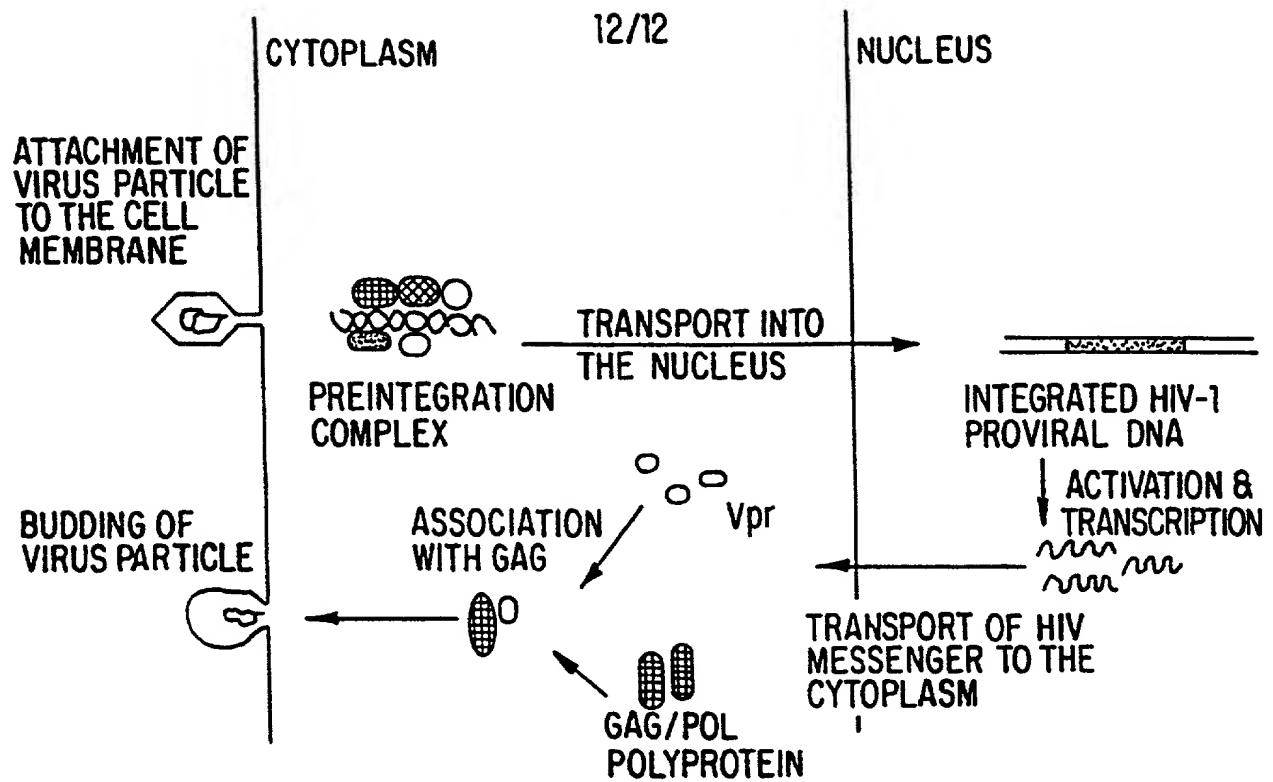 12/12
CYTOPLASM
NUCLEUS
ATTACHMENT OF
VIRUS PARTICLE
TO THE CELL
MEMBRANE
PREINTEGRATION
COMPLEX
TRANSPORT INTO
THE NUCLEUS
INTEGRATED HIV-1
PROVIRAL DNA
ACTIVATION &
TRANSCRIPTION
TRANSPORT OF HIV
MESSENGER TO THE
CYTOPLASM
Vpr
ASSOCIATION
WITH GAG
GAG/POL
POLYPROTEIN
BUDDING OF
VIRUS PARTICLE